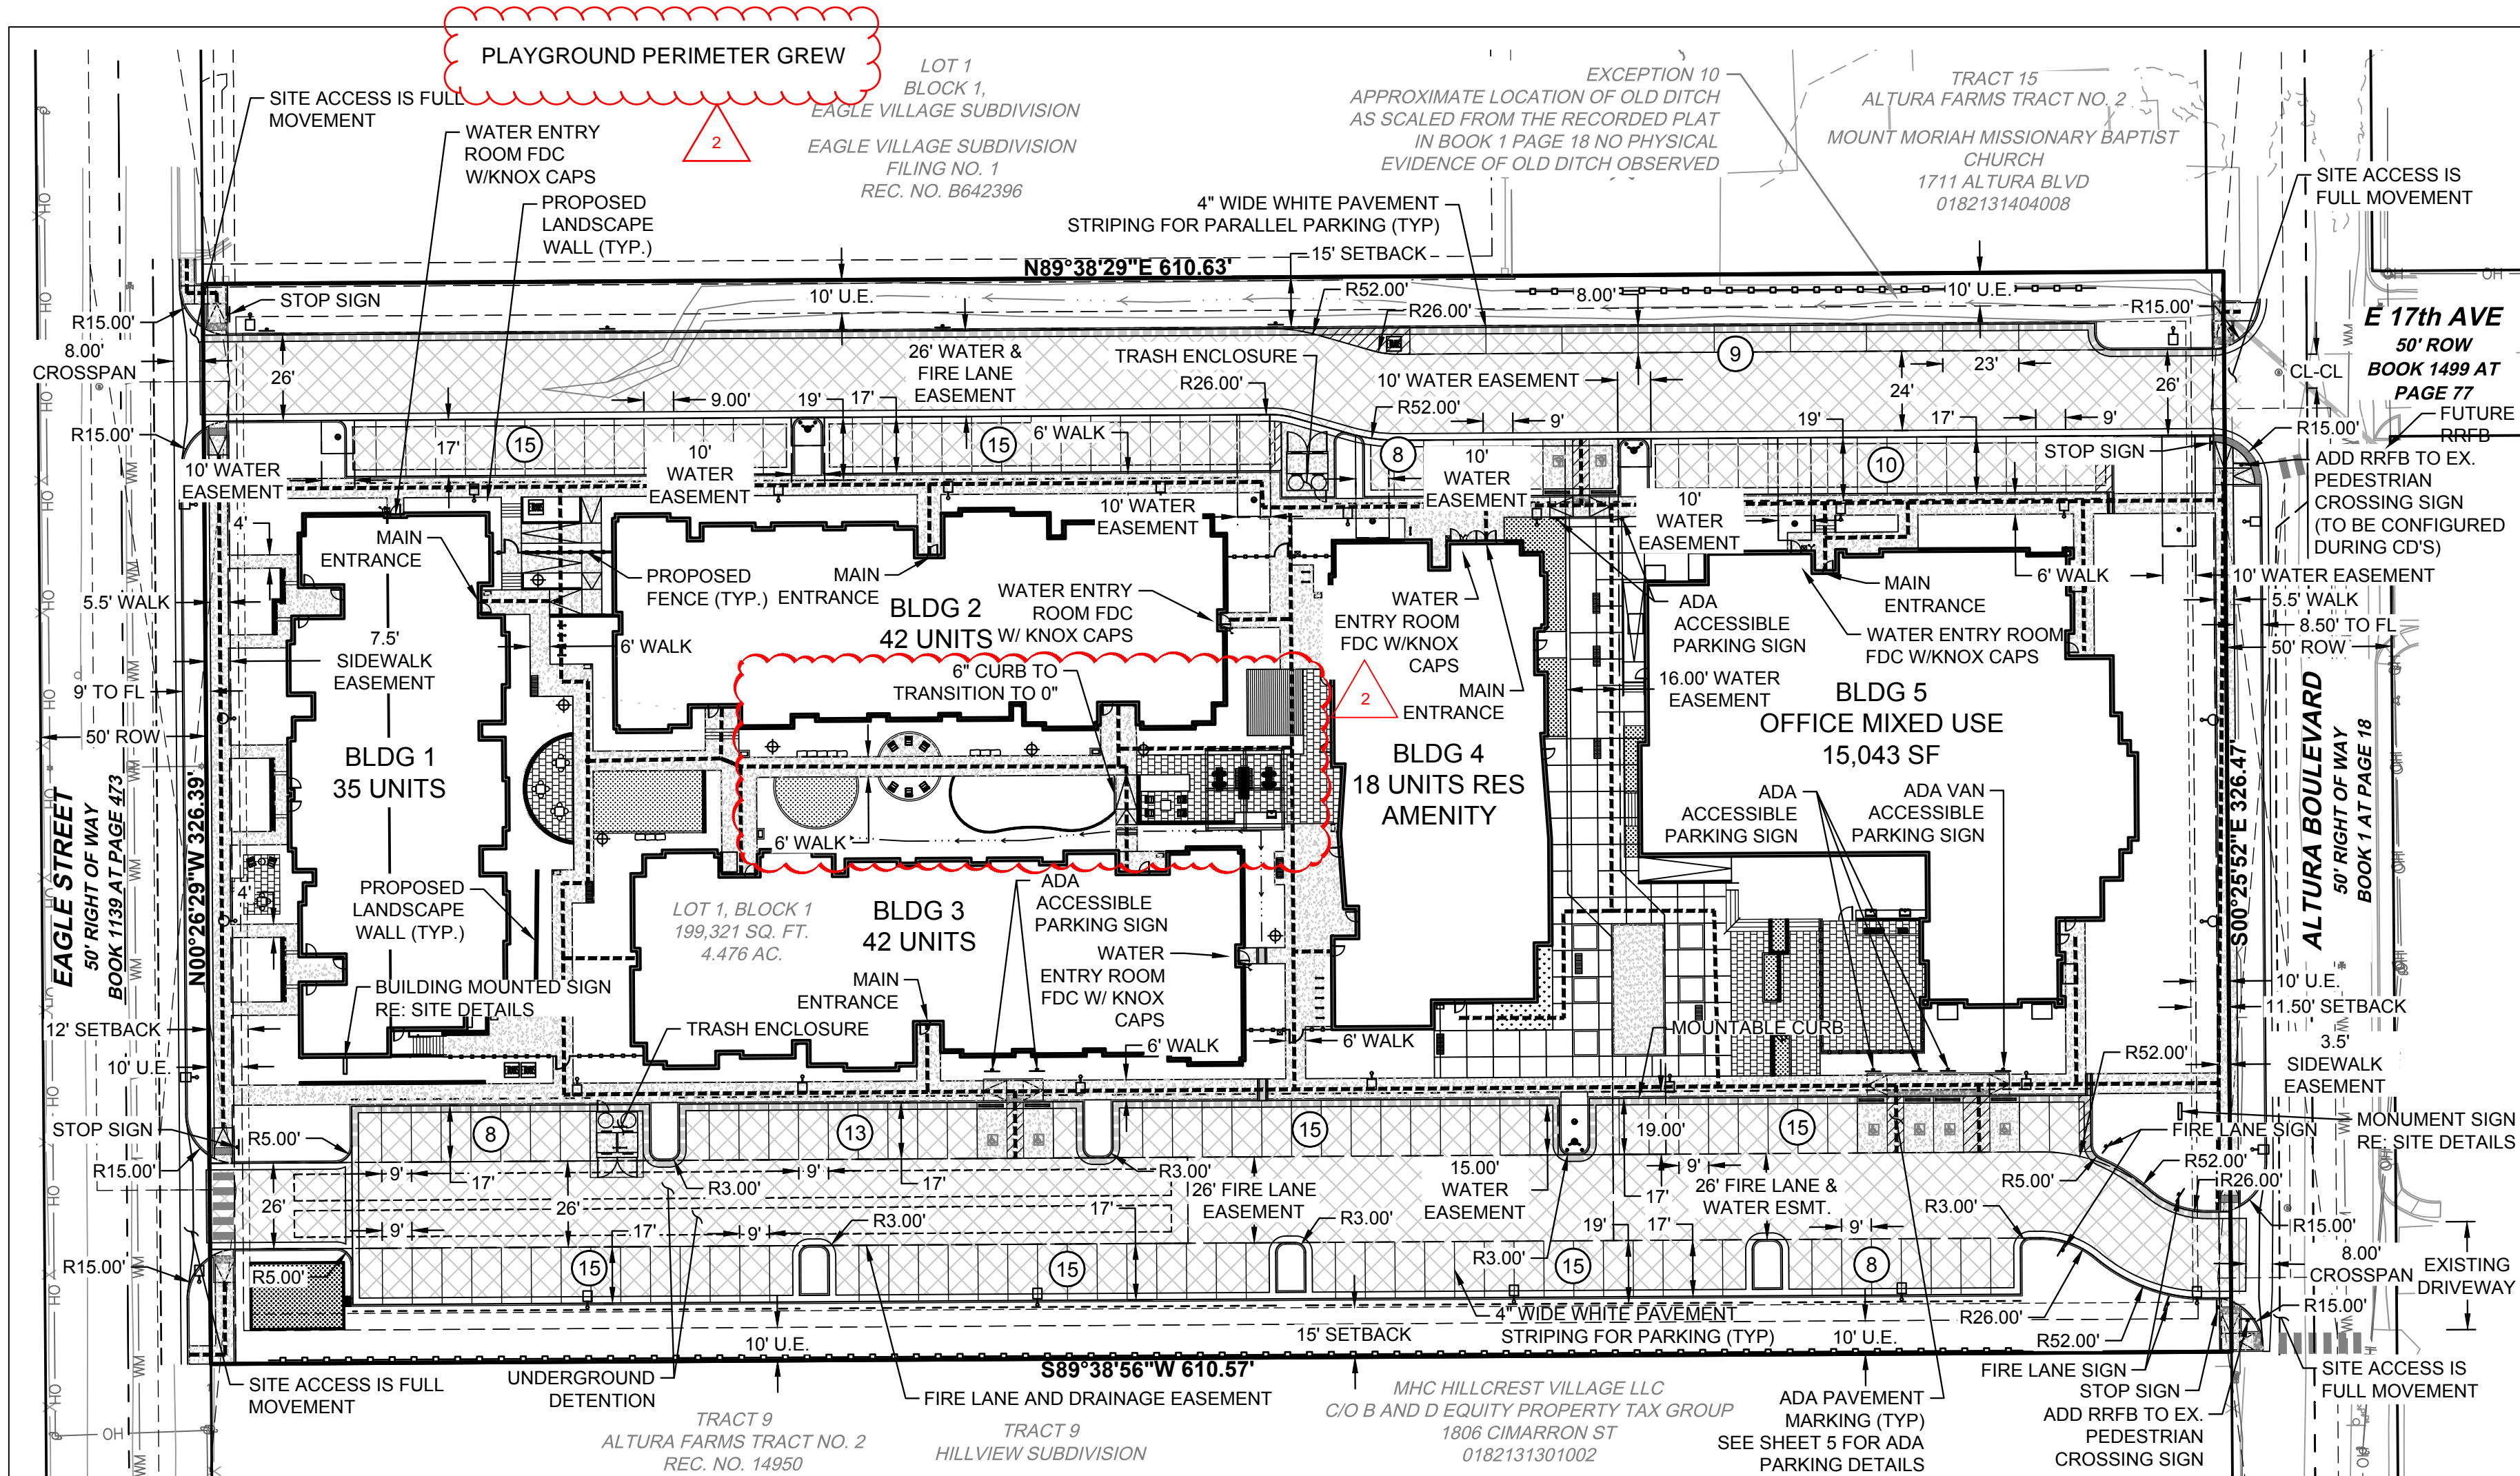 PLAYGROUND PERIMETER GREW
2
SITE ACCESS IS FULL
MOVEMENT
WATER ENTRY
ROOM FDC
W/KNOX CAPS
PROPOSED
LANDSCAPE
WALL (TYP.)
LOT 1
BLOCK 1,
EAGLE VILLAGE SUBDIVISION
EAGLE VILLAGE SUBDIVISION
FILING NO. 1
REC. NO. B642396
EXCEPTION 10
APPROXIMATE LOCATION OF OLD DITCH
AS SCALED FROM THE RECORDED PLAT
IN BOOK 1 PAGE 18 NO PHYSICAL
EVIDENCE OF OLD DITCH OBSERVED
TRACT 15
ALTURA FARMS TRACT NO. 2
MOUNT MORIAH MISSIONARY BAPTIST
CHURCH
1711 ALTURA BLVD
0182131404008
SITE ACCESS IS
FULL MOVEMENT
4" WIDE WHITE PAVEMENT
STRIPING FOR PARALLEL PARKING (TYP)
15' SETBACK
N89°38'29"E 610.63'
10' U.E.
R52.00'
8.00'
10' U.E.
R15.00'
STOP SIGN
R15.00'
R26.00'
E 17th AVE
50' ROW
BOOK 1499 AT
PAGE 77
8.00'
CROSSPAN
26'
26' WATER &
FIRE LANE
EASEMENT
TRASH ENCLOSURE
R26.00'
9
10' WATER EASEMENT
23'
24'
26'
CL-CL
FUTURE
RRFB
9.00'
19'
17'
R52.00'
9'
19'
17'
9'
R15.00'
R15.00'
17'
15
15
6' WALK
8
10
STOP SIGN
ADD RRFB TO EX.
PEDESTRIAN
CROSSING SIGN
(TO BE CONFIGURED
DURING CD'S)
10' WATER
EASEMENT
10'
WATER
EASEMENT
10'
WATER
EASEMENT
10' WATER
EASEMENT
10'
WATER
EASEMENT
4'
MAIN
ENTRANCE
PROPOSED
FENCE (TYP.)
MAIN
ENTRANCE
BLDG 2
42 UNITS
WATER ENTRY
ROOM FDC
W/ KNOX CAPS
WATER
ENTRY ROOM
FDC W/KNOX
CAPS
ADA
ACCESSIBLE
PARKING SIGN
MAIN
ENTRANCE
6' WALK
10' WATER EASEMENT
5.5' WALK
5.5' WALK
7.5'
SIDEWALK
EASEMENT
6' WALK
WATER ENTRY ROOM
FDC W/KNOX CAPS
8.50' TO FL
50' ROW
6" CURB TO
TRANSITION TO 0"
2
MAIN
ENTRANCE
16.00' WATER
EASEMENT
9' TO FL
50' ROW
BLDG 5
OFFICE MIXED USE
15,043 SF
BLDG 1
35 UNITS
BLDG 4
18 UNITS RES
AMENITY
EAGLE STREET
50' RIGHT OF WAY
BOOK 1139 AT PAGE 473
N00°26'29"W 326.39'
S00°25'52"E 326.47'
ALTURA BOULEVARD
50' RIGHT OF WAY
BOOK 1 AT PAGE 18
ADA
ACCESSIBLE
PARKING SIGN
ADA VAN
ACCESSIBLE
PARKING SIGN
6' WALK
4'
PROPOSED
LANDSCAPE
WALL (TYP.)
LOT 1, BLOCK 1
199,321 SQ. FT.
4.476 AC.
BLDG 3
42 UNITS
ADA
ACCESSIBLE
PARKING SIGN
WATER
ENTRY ROOM
FDC W/ KNOX
CAPS
MAIN
ENTRANCE
BUILDING MOUNTED SIGN
RE: SITE DETAILS
TRASH ENCLOSURE
12' SETBACK
10' U.E.
10' U.E.
11.50' SETBACK
3.5'
SIDEWALK
EASEMENT
MOUNTABLE CURB
6' WALK
6' WALK
R52.00'
STOP SIGN
R5.00'
8
13
15
19.00'
15
FIRE LANE SIGN
MONUMENT SIGN
RE: SITE DETAILS
R15.00'
9'
17'
R3.00'
9'
17'
R3.00'
26' FIRE LANE
EASEMENT
15.00'
WATER
EASEMENT
9'
17'
26' FIRE LANE &
WATER ESMT.
R5.00'
R52.00'
R26.00'
26'
26'
9'
17'
9'
R3.00'
17'
R3.00'
19'
17'
9'
R3.00'
R15.00'
R15.00'
R5.00'
15
15
R3.00'
15
8
8.00'
CROSSPAN
EXISTING
DRIVEWAY
R15.00'
10' U.E.
15' SETBACK
4" WIDE WHITE PAVEMENT
STRIPING FOR PARKING (TYP)
10' U.E.
R26.00'
R52.00'
S89°38'56"W 610.57'
SITE ACCESS IS FULL
MOVEMENT
UNDERGROUND
DETENTION
FIRE LANE AND DRAINAGE EASEMENT
TRACT 9
ALTURA FARMS TRACT NO. 2
REC. NO. 14950
TRACT 9
HILLVIEW SUBDIVISION
MHC HILLCREST VILLAGE LLC
C/O B AND D EQUITY PROPERTY TAX GROUP
1806 CIMARRON ST
0182131301002
ADA PAVEMENT
MARKING (TYP)
SEE SHEET 5 FOR ADA
PARKING DETAILS
FIRE LANE SIGN
STOP SIGN
ADD RRFB TO EX.
PEDESTRIAN
CROSSING SIGN
SITE ACCESS IS
FULL MOVEMENT
OH